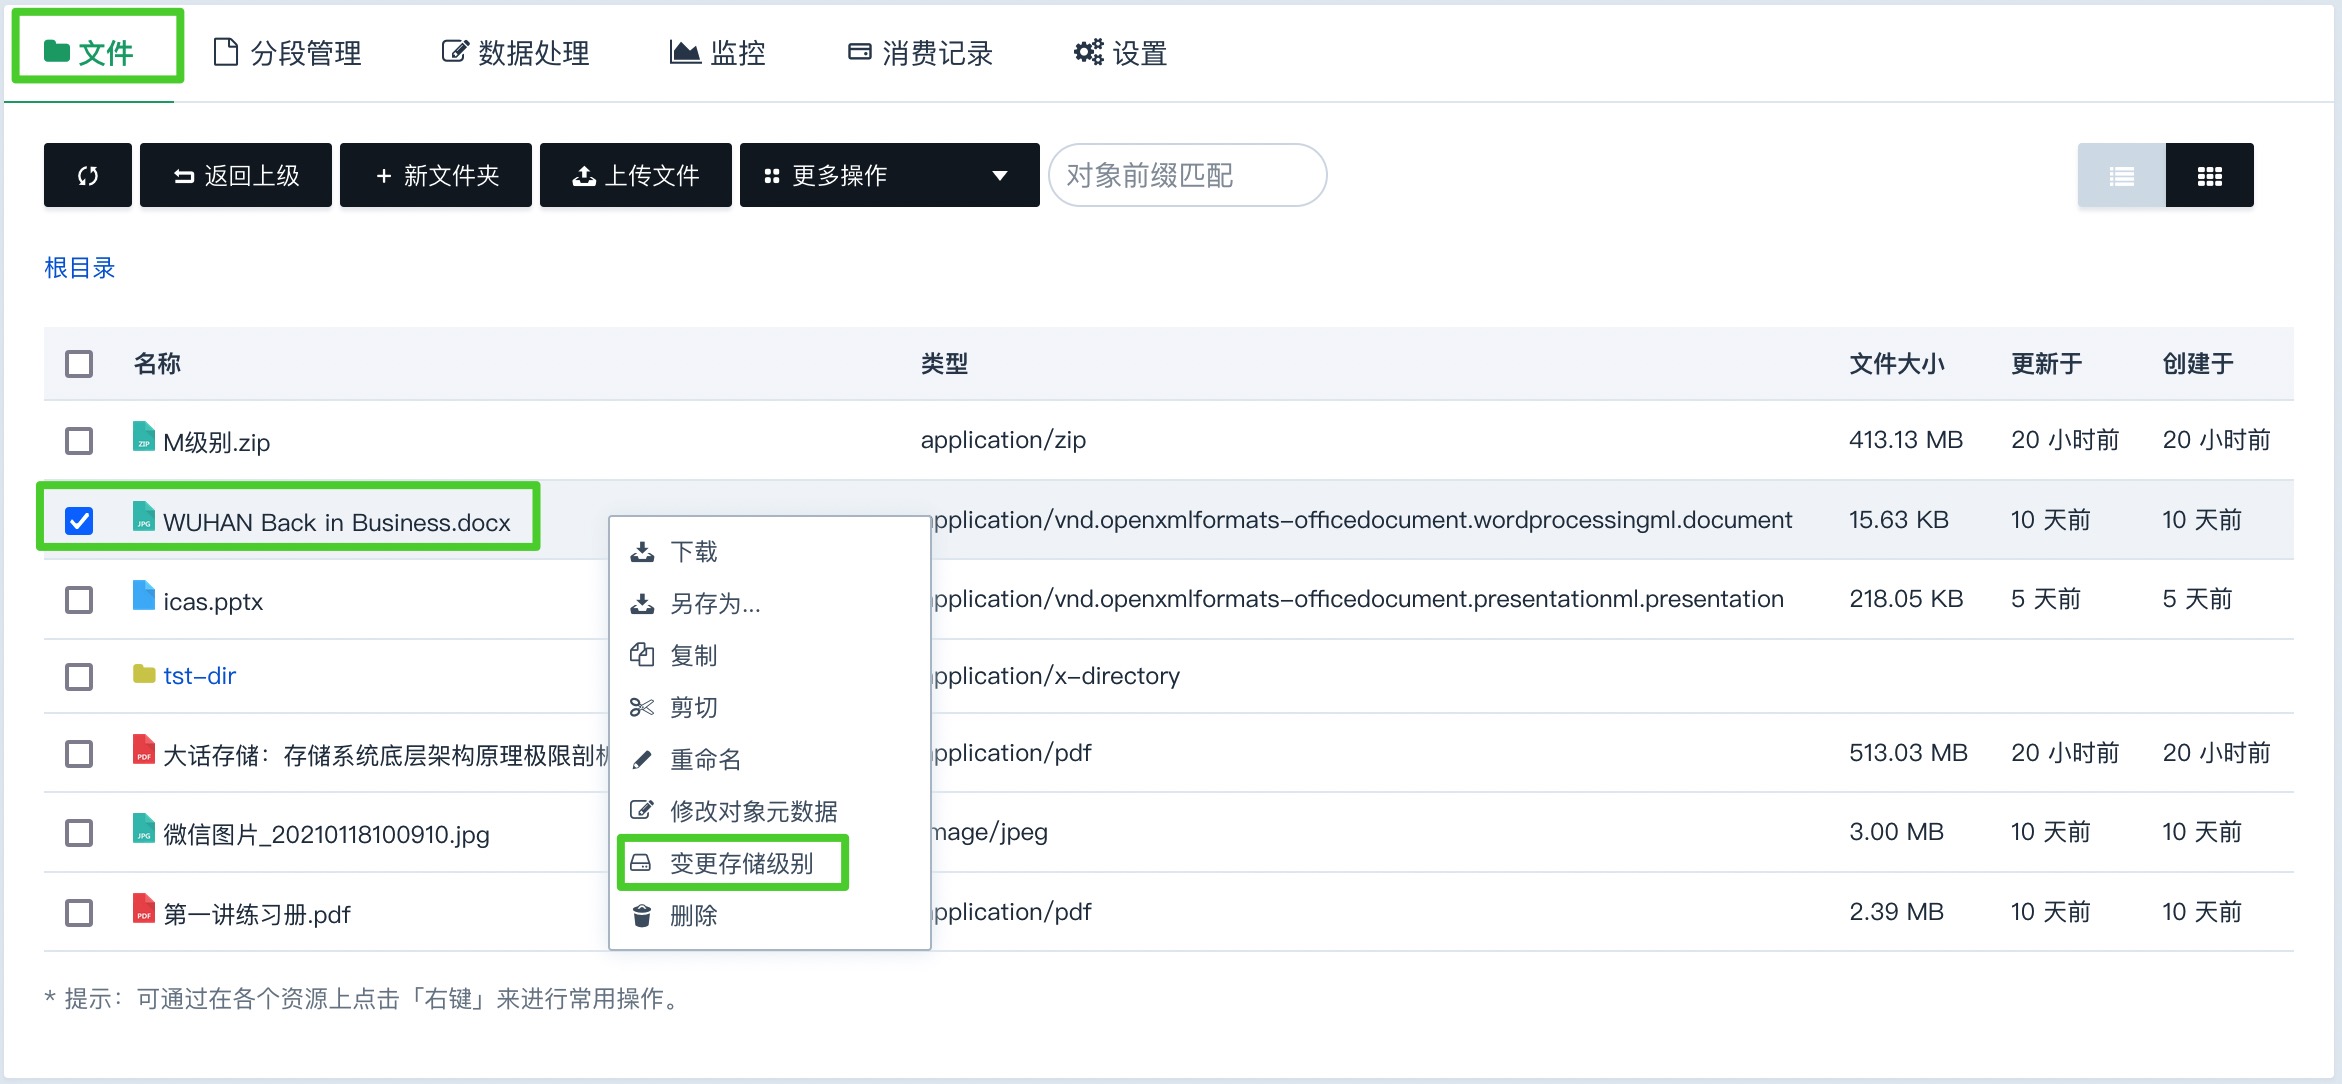 文件 分段管理 数据处理 监控 消费记录 设置
返回上级 + 新文件夹 上传文件 更多操作 对象前缀匹配
根目录
名称 类型 文件大小 更新于 创建于
ZIP M级别.zip application/zip 413.13 MB 20 小时前 20 小时前
JPG WUHAN Back in Business.docx pplication/vnd.openxmlformats-officedocument.wordprocessingml.document 15.63 KB 10 天前 10 天前
icas.pptx pplication/vnd.openxmlformats-officedocument.presentationml.presentation 218.05 KB 5 天前 5 天前
tst-dir pplication/x-directory
PDF 大话存储：存储系统底层架构原理极限剖 pplication/pdf 513.03 MB 20 小时前 20 小时前
JPG 微信图片_20210118100910.jpg mage/jpeg 3.00 MB 10 天前 10 天前
PDF 第一讲练习册.pdf pplication/pdf 2.39 MB 10 天前 10 天前
下载
另存为...
复制
剪切
重命名
修改对象元数据
变更存储级别
删除
* 提示：可通过在各个资源上点击「右键」来进行常用操作。